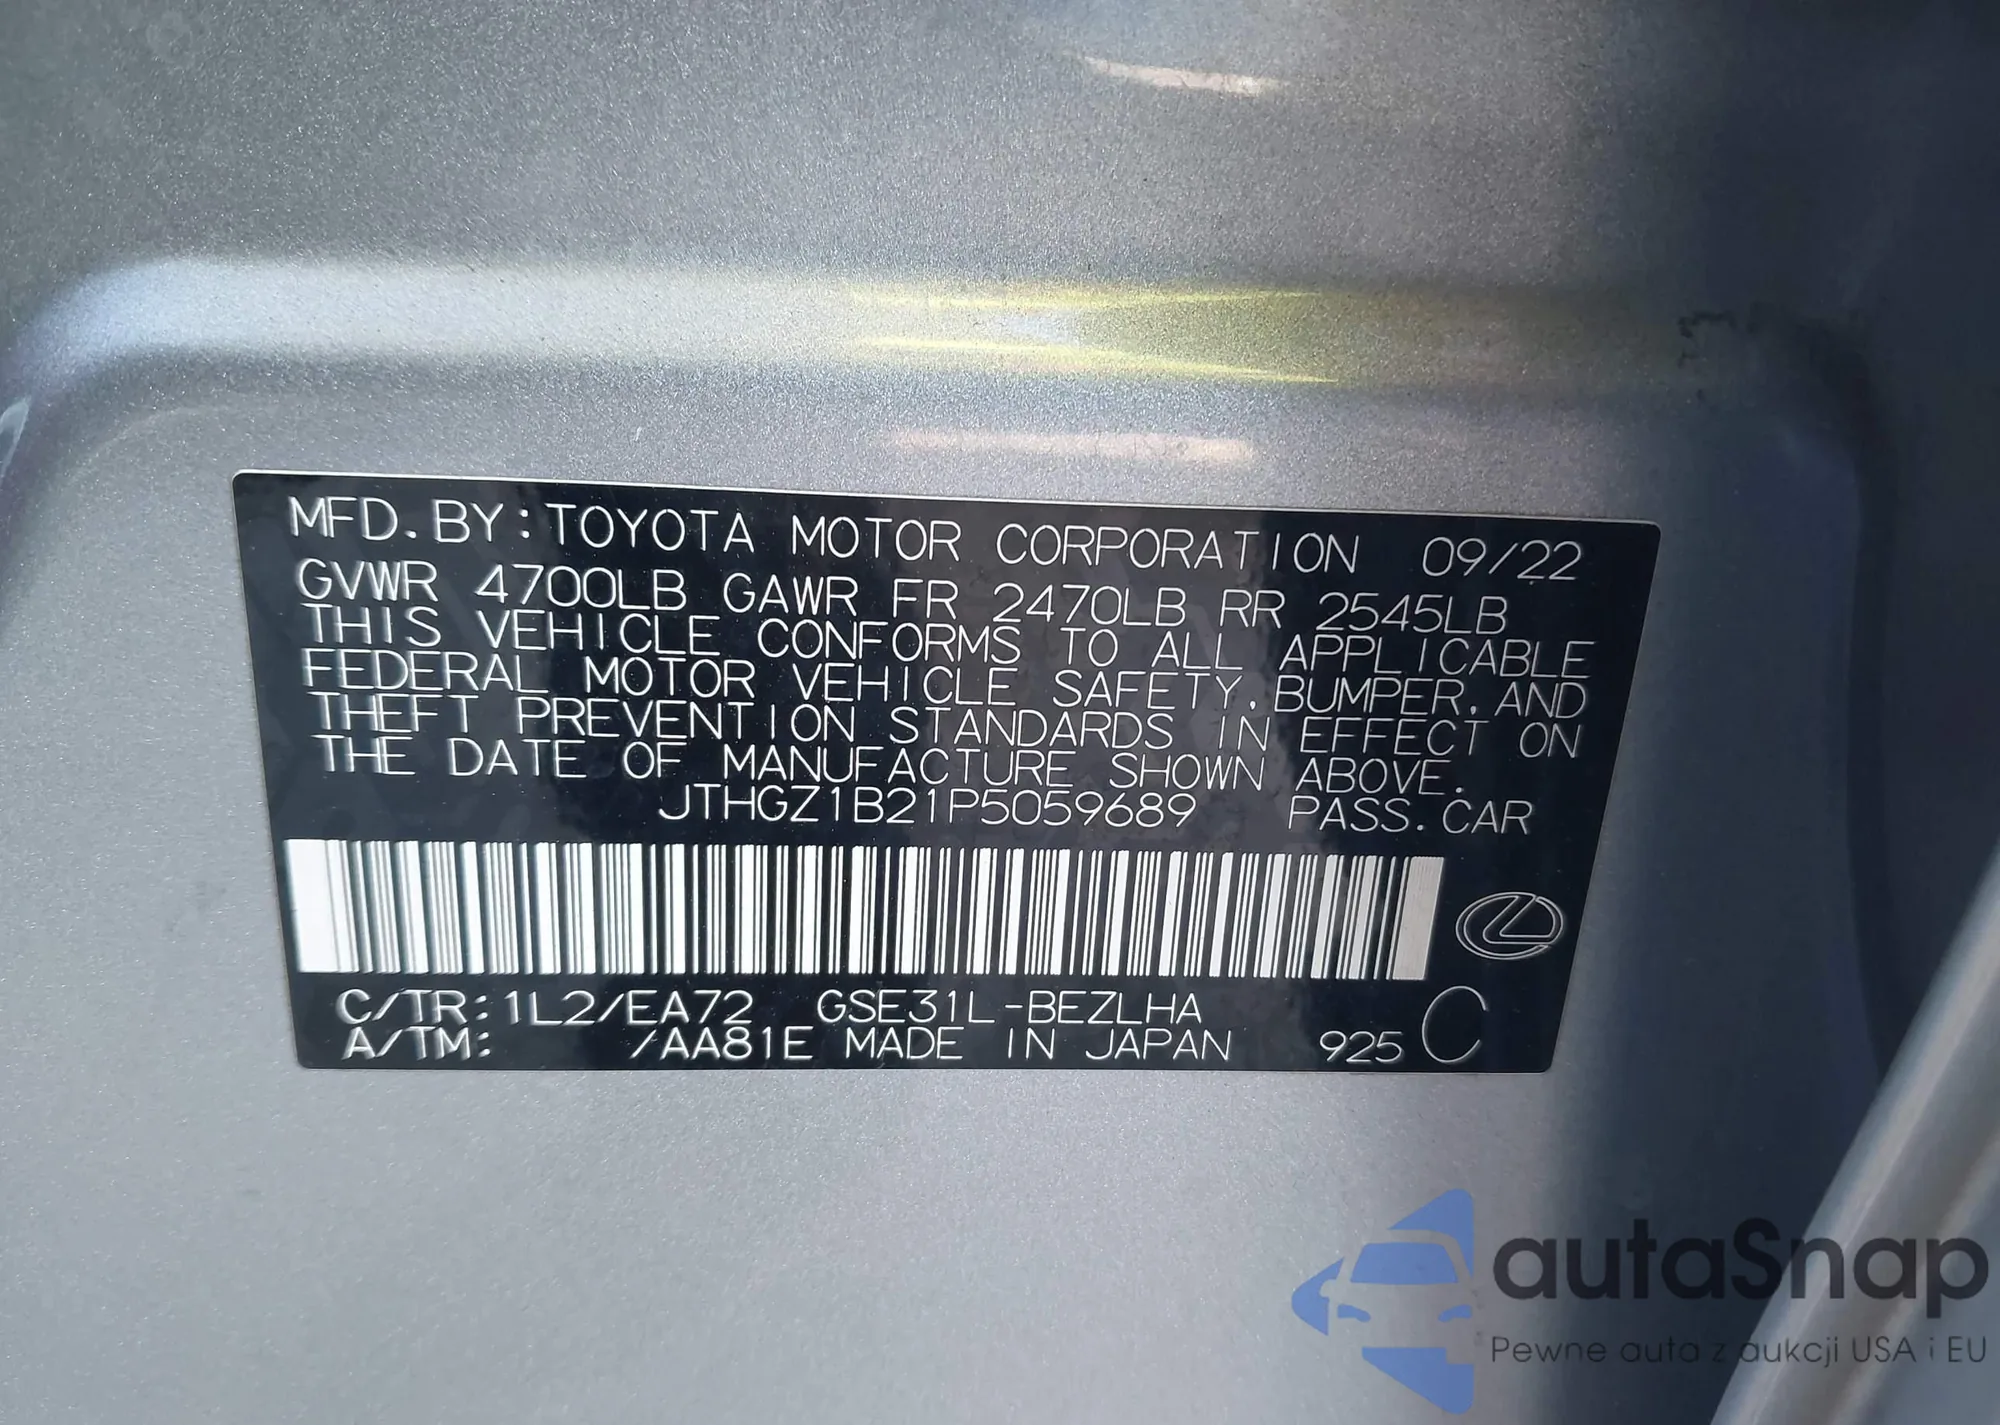 MFD. BY: TOYOTA MOTOR CORPORATION 09/22
GVWR 4700LB GAWR FR 2470LB RR 2545LB
THIS VEHICLE CONFORMS TO ALL APPLICABLE
FEDERAL MOTOR VEHICLE SAFETY, BUMPER, AND
THEFT PREVENTION STANDARDS IN EFFECT ON
THE DATE OF MANUFACTURE SHOWN ABOVE.
JTHGZ1B21P5059689 PASS. CAR
C/TR: 1L2/EA72 GSE31L-BEZLHA
A/TM: /AA81E MADE IN JAPAN 925 C
autaSnap
Pewne auta z aukcji USA i EU